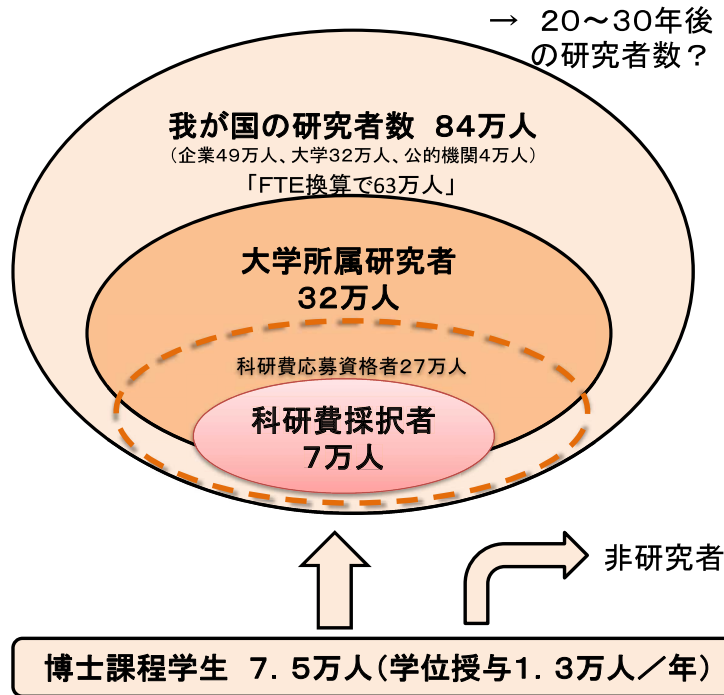 → 20～30年後
の研究者数？
我が国の研究者数 84万人
（企業49万人、大学32万人、公的機関4万人）
「FTE換算で63万人」
大学所属研究者
32万人
科研費応募資格者27万人
科研費採択者
7万人
非研究者
博士課程学生 7．5万人（学位授与1．3万人／年）